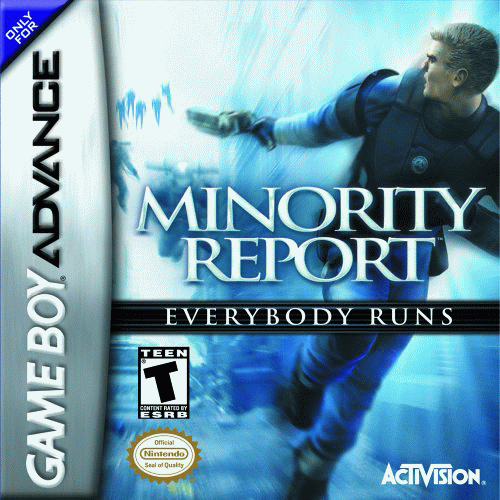 ONLY
FOR
GAME BOY ADVANCE
MINORITY
REPORT™
EVERYBODY RUNS
TEEN
T
®
CONTENT RATED BY
ESRB
Official
Nintendo
Seal of Quality
ACTIVISION